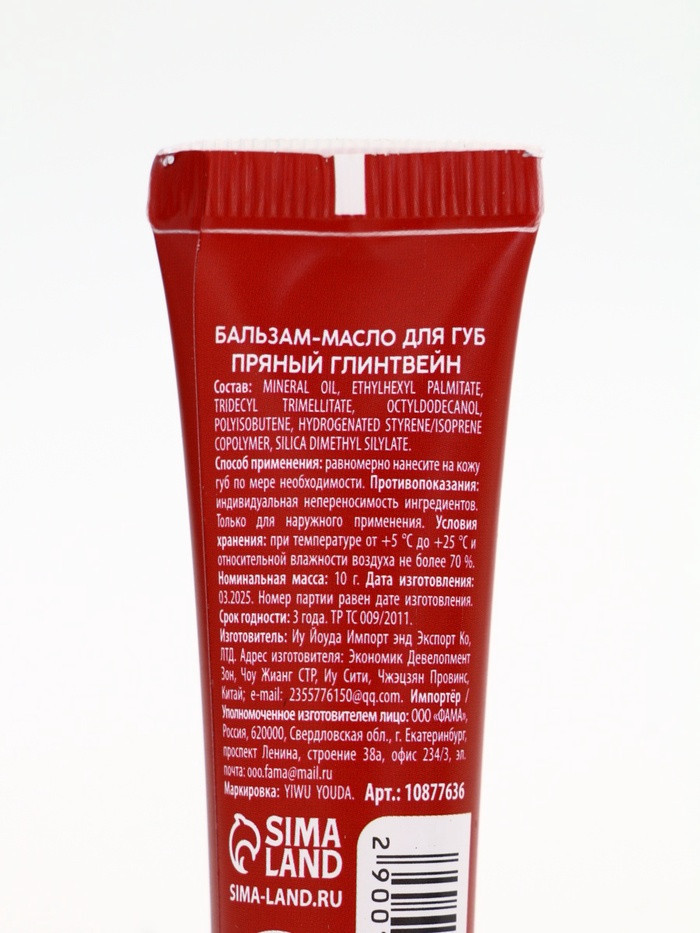 БАЛЬЗАМ-МАСЛО ДЛЯ ГУБ
ПРЯНЫЙ ГЛИНТВЕЙН
Состав: MINERAL OIL, ETHYLHEXYL PALMITATE,
TRIDECYL TRIMELLITATE, OCTYLDODECANOL,
POLYISOBUTENE, HYDROGENATED STYRENE/ISOPRENE
COPOLYMER, SILICA DIMETHYL SILYLATE.
Способ применения: равномерно нанесите на кожу
губ по мере необходимости. Противопоказания:
индивидуальная непереносимость ингредиентов.
Только для наружного применения. Условия
хранения: при температуре от +5 °C до +25 °C и
относительной влажности воздуха не более 70 %.
Номинальная масса: 10 г. Дата изготовления:
03.2025. Номер партии равен дате изготовления.
Срок годности: 3 года. ТР ТС 009/2011.
Изготовитель: Иу Йоуда Импорт энд Экспорт Ко,
ЛТД. Адрес изготовителя: Экономик Девелопмент
Зон, Чоу Жианг СТР, Иу Сити, Чжэцзян Провинс,
Китай; e-mail: 2355776150@qq.com. Импортёр /
Уполномоченное изготовителем лицо: ООО «ФАМА»,
Россия, 620000, Свердловская обл., г. Екатеринбург,
проспект Ленина, строение 38а, офис 234/3, эл.
почта: ooo.fama@mail.ru
Маркировка: YIWU YOUDA. Арт.: 10877636
SIMA
LAND
SIMA-LAND.RU
2 900